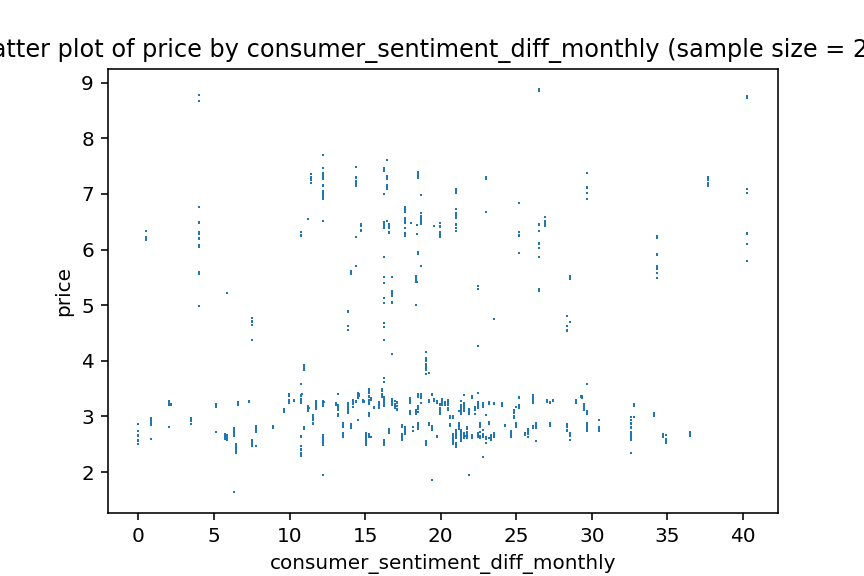 atter plot of price by consumer_sentiment_diff_monthly (sample size = 2
9
8
7
6
5
4
3
2
price
0 5 10 15 20 25 30 35 40
consumer_sentiment_diff_monthly